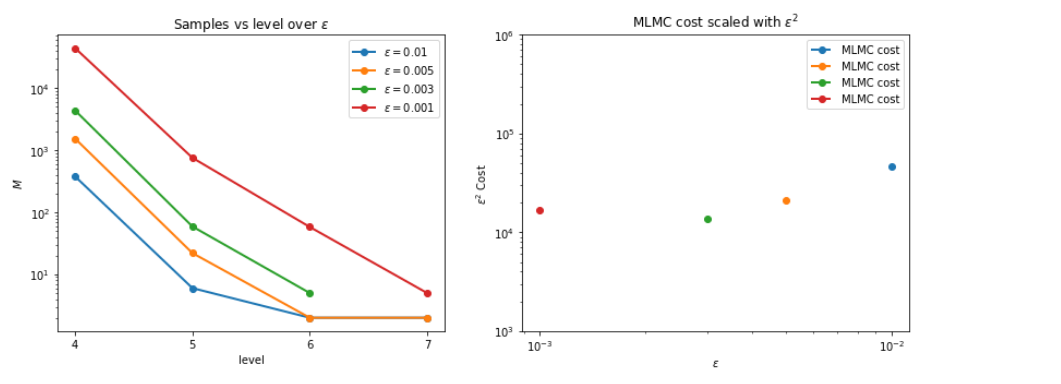 Samples vs level over ε
10⁴
10³
10²
10¹
M
4
5
6
7
level
ε = 0.01
ε = 0.005
ε = 0.003
ε = 0.001
MLMC cost scaled with ε²
10⁶
10⁵
10⁴
10³
ε² Cost
10⁻³
10⁻²
ε
MLMC cost
MLMC cost
MLMC cost
MLMC cost